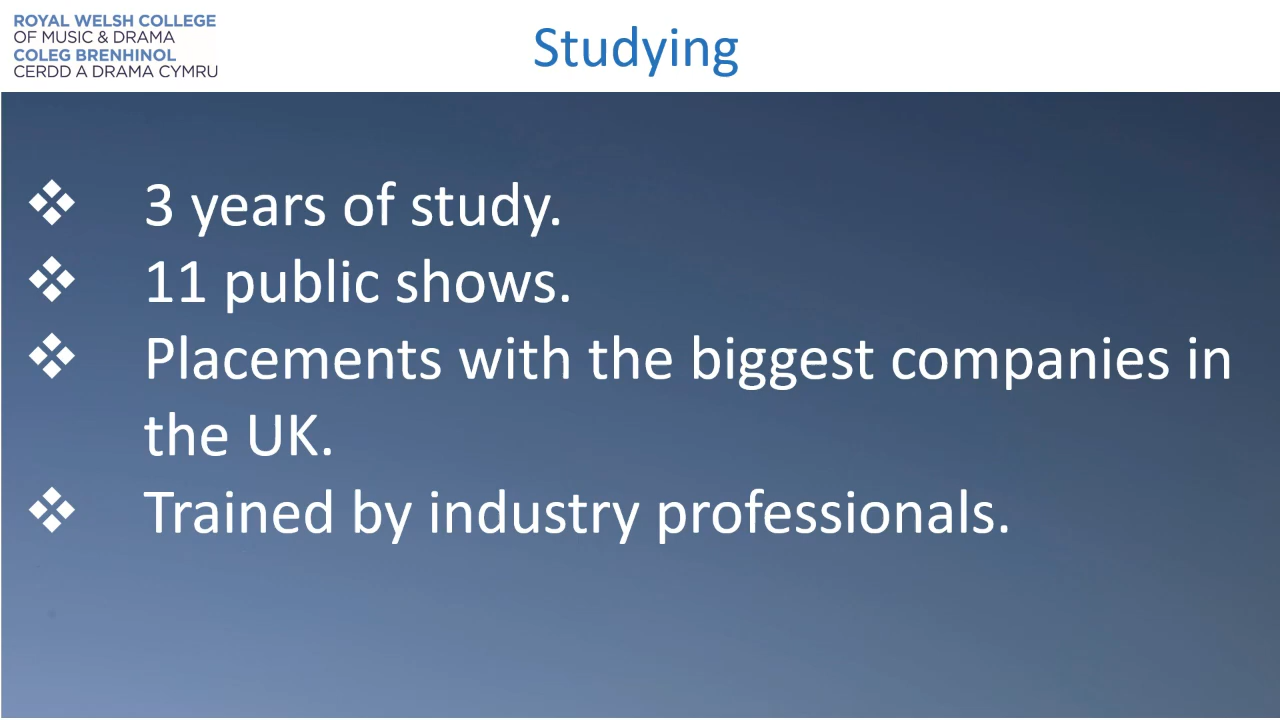 ROYAL WELSH COLLEGE
OF MUSIC & DRAMA
COLEG BRENHINOL
CERDD A DRAMA CYMRU
Studying
❖ 3 years of study.
❖ 11 public shows.
❖ Placements with the biggest companies in
the UK.
❖ Trained by industry professionals.